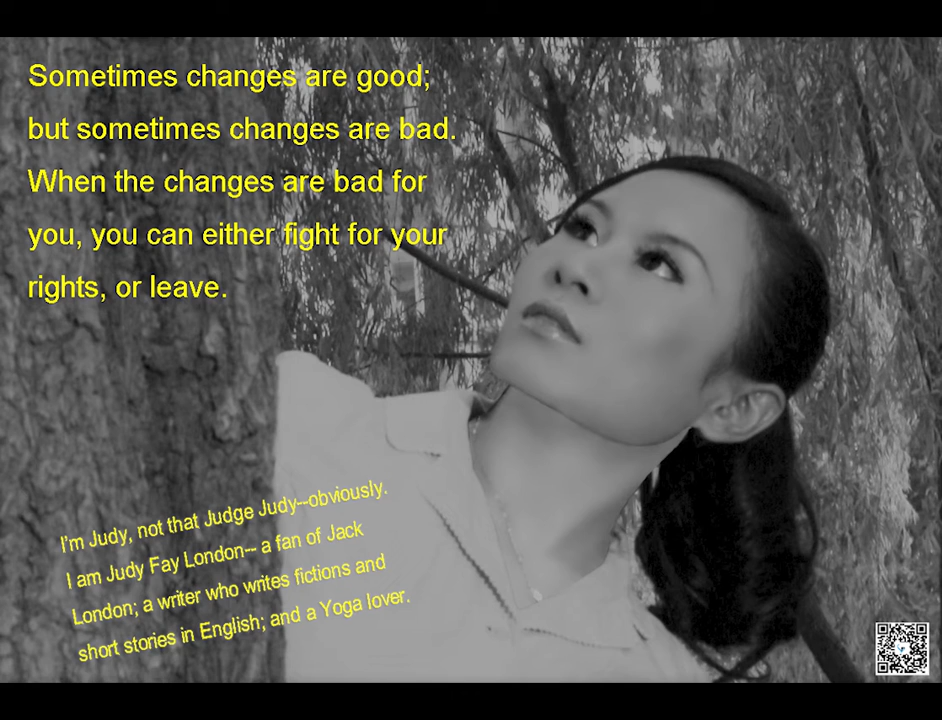 Sometimes changes are good;
but sometimes changes are bad.
When the changes are bad for
you, you can either fight for your
rights, or leave.
I'm Judy, not that Judge Judy--obviously.
I am Judy Fay London-- a fan of Jack
London; a writer who writes fictions and
short stories in English; and a Yoga lover.